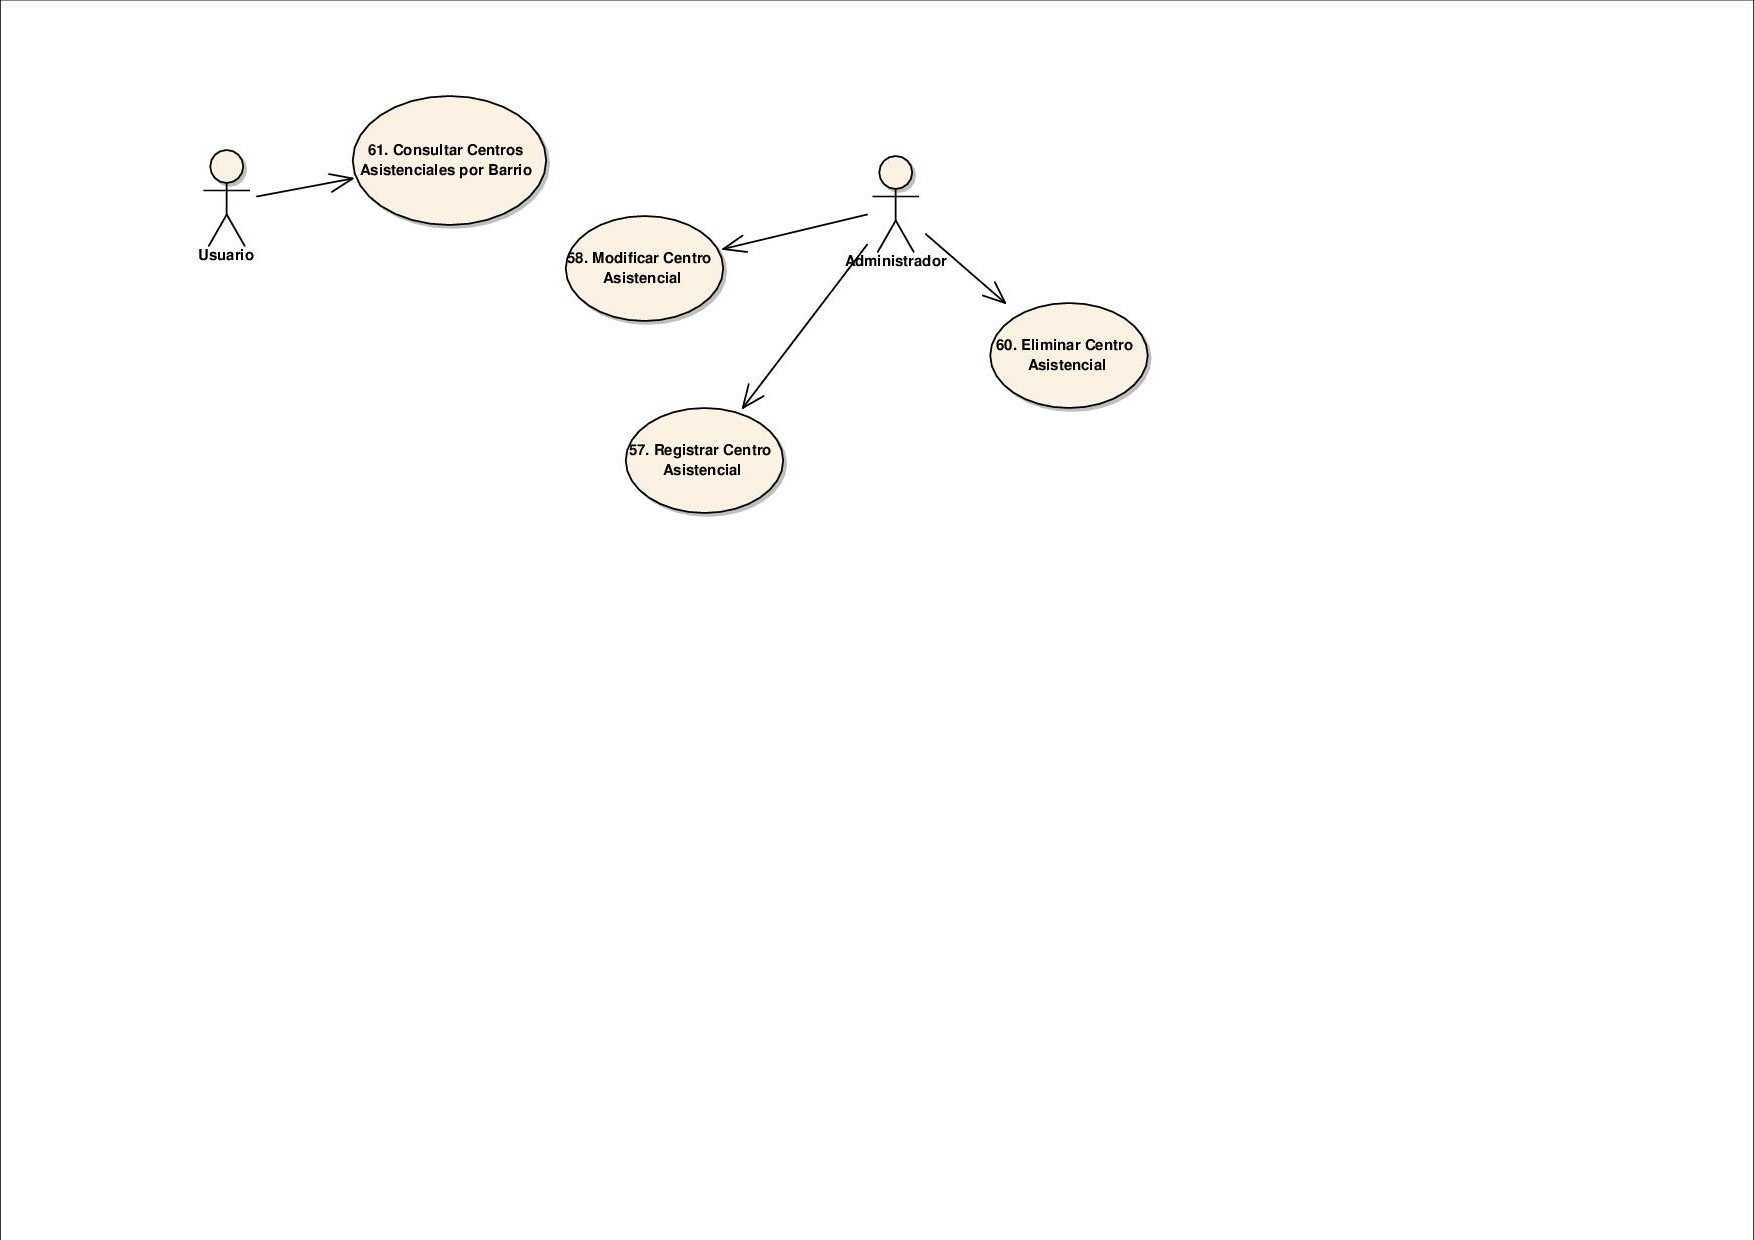 61. Consultar Centros
Asistenciales por Barrio
Usuario
58. Modificar Centro
Asistencial
Administrador
60. Eliminar Centro
Asistencial
57. Registrar Centro
Asistencial